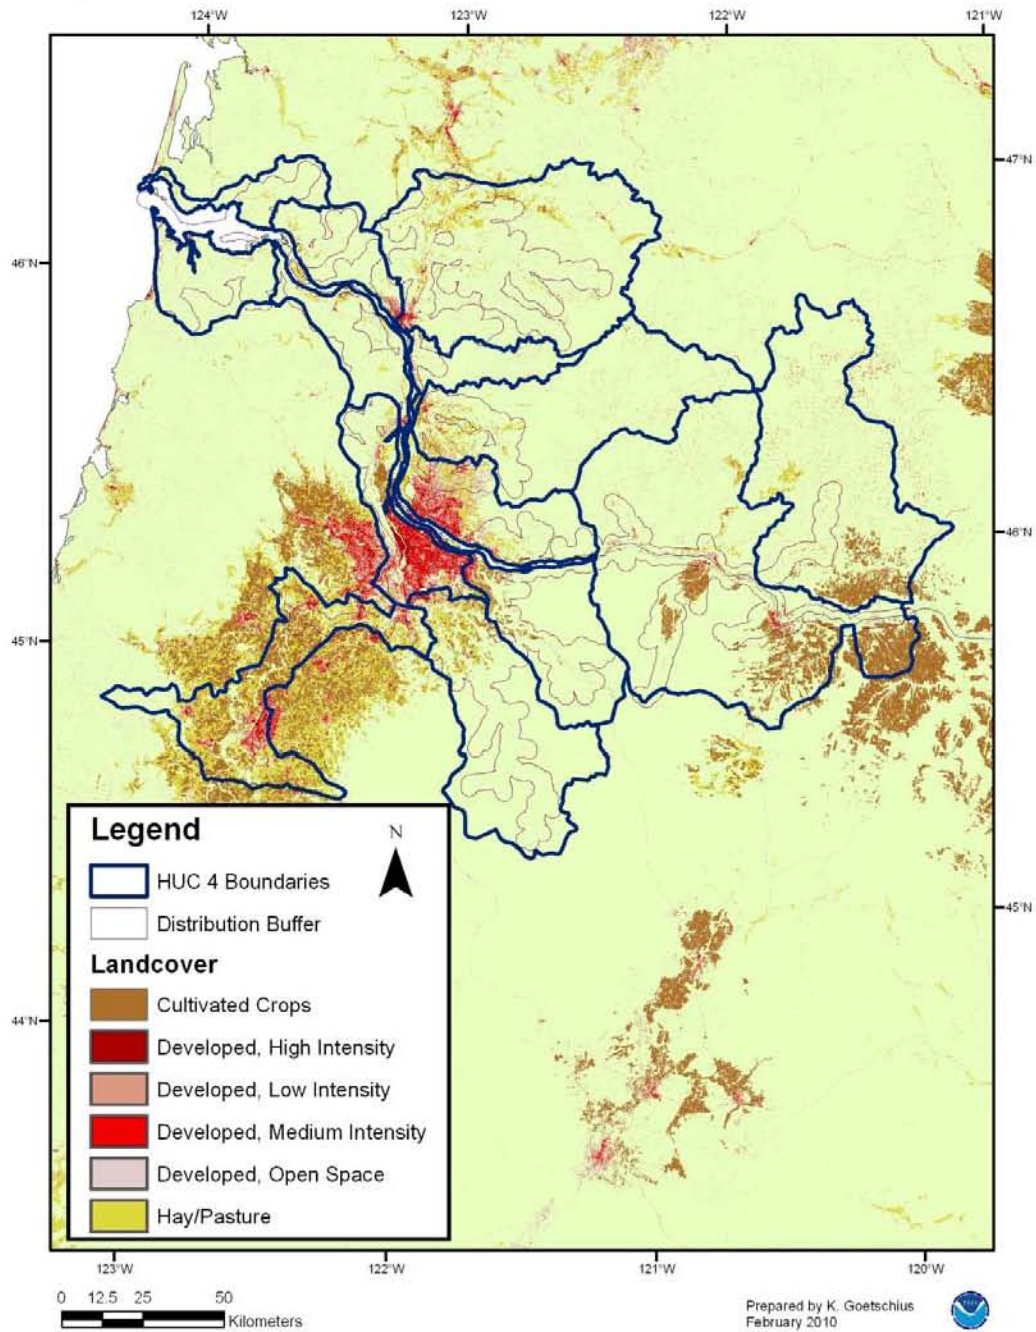 124°W 123°W 122°W 121°W
47°N
46°N
46°N
45°N
45°N
44°N
Legend
N
HUC 4 Boundaries
Distribution Buffer
Landcover
Cultivated Crops
Developed, High Intensity
Developed, Low Intensity
Developed, Medium Intensity
Developed, Open Space
Hay/Pasture
123°W 122°W 121°W 120°W
0 12.5 25 50
Kilometers
Prepared by K. Goetschius
February 2010